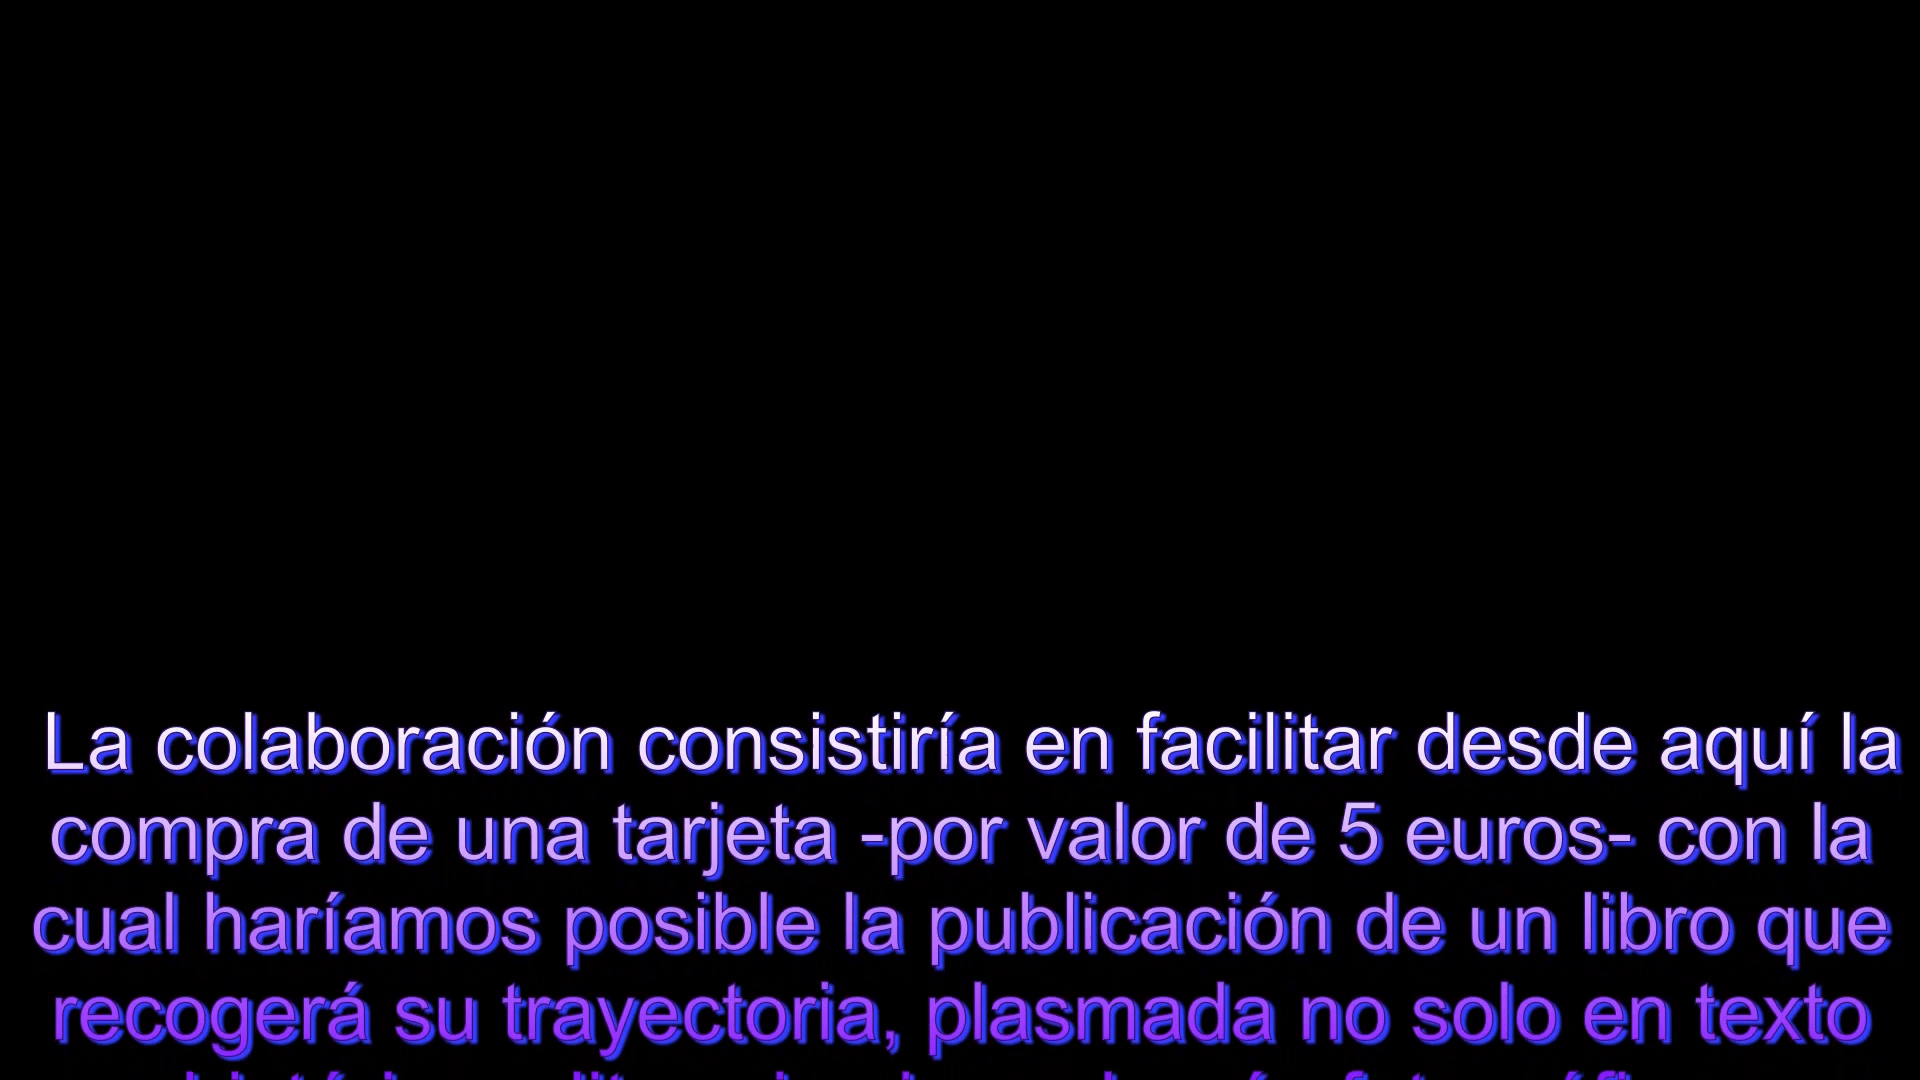 La colaboración consistiría en facilitar desde aquí la
compra de una tarjeta -por valor de 5 euros- con la
cual haríamos posible la publicación de un libro que
recogerá su trayectoria, plasmada no solo en texto